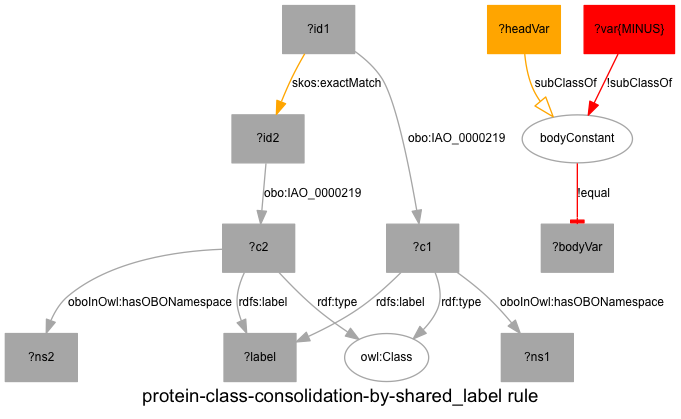 ?id1
?headVar
?var{MINUS}
skos:exactMatch
subClassOf
!subClassOf
?id2
obo:IAO_0000219
bodyConstant
obo:IAO_0000219
!equal
?c2
?c1
?bodyVar
oboInOwl:hasOBONamespace
rdfs:label
rdf:type
rdfs:label
rdf:type
oboInOwl:hasOBONamespace
?ns2
?label
owl:Class
?ns1
protein-class-consolidation-by-shared_label rule